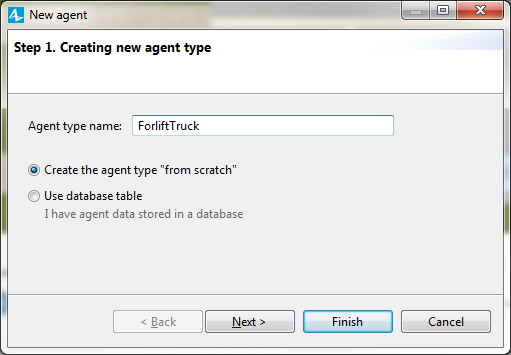 New agent
Step 1. Creating new agent type
Agent type name: ForliftTruck
Create the agent type "from scratch"
Use database table
I have agent data stored in a database
< Back Next > Finish Cancel